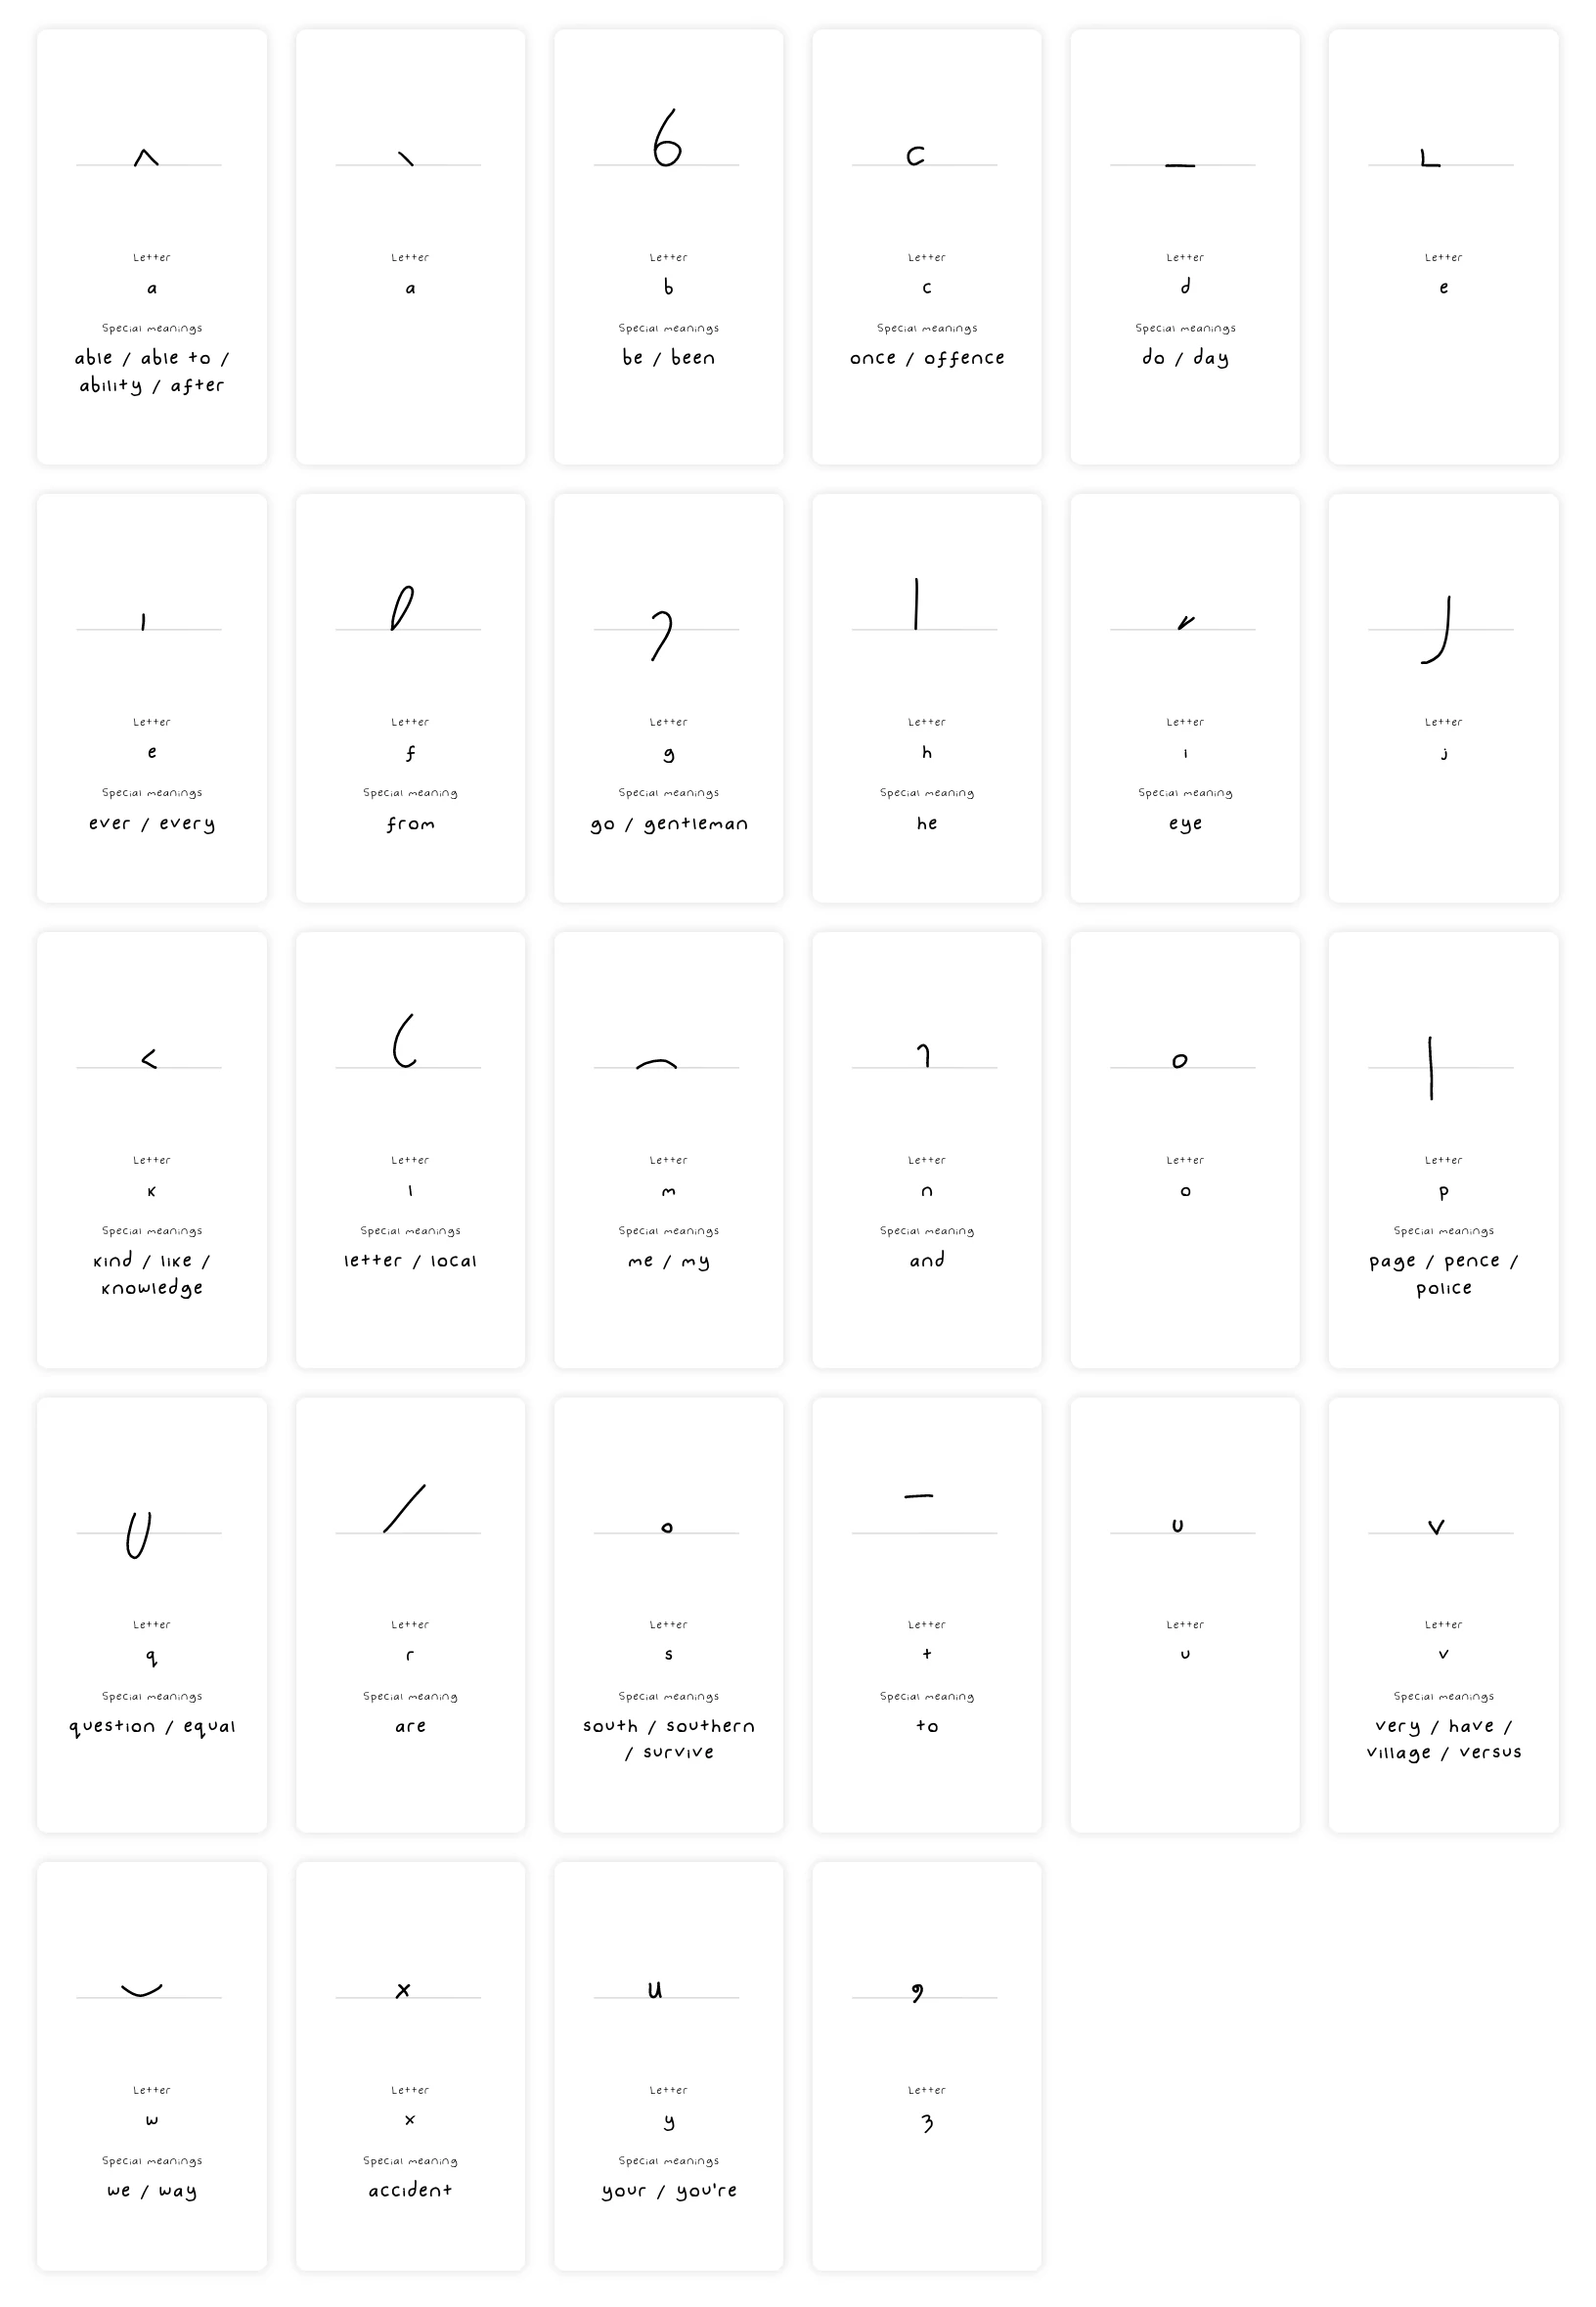 Letter
a
Special meanings
able / able to /
ability / after
Letter
a
Letter
b
Special meanings
be / been
Letter
c
Special meanings
once / offence
Letter
d
Special meanings
do / day
Letter
e
Letter
e
Special meanings
ever / every
Letter
f
Special meaning
from
Letter
g
Special meanings
go / gentleman
Letter
h
Special meaning
he
Letter
i
Special meaning
eye
Letter
j
Letter
k
Special meanings
kind / like /
knowledge
Letter
l
Special meanings
letter / local
Letter
m
Special meanings
me / my
Letter
n
Special meaning
and
Letter
o
Letter
p
Special meanings
page / pence /
police
Letter
q
Special meanings
question / equal
Letter
r
Special meaning
are
Letter
s
Special meanings
south / southern
/ survive
Letter
t
Special meaning
to
Letter
u
Letter
v
Special meanings
very / have /
village / versus
Letter
w
Special meanings
we / way
Letter
x
Special meaning
accident
Letter
y
Special meanings
your / you're
Letter
z